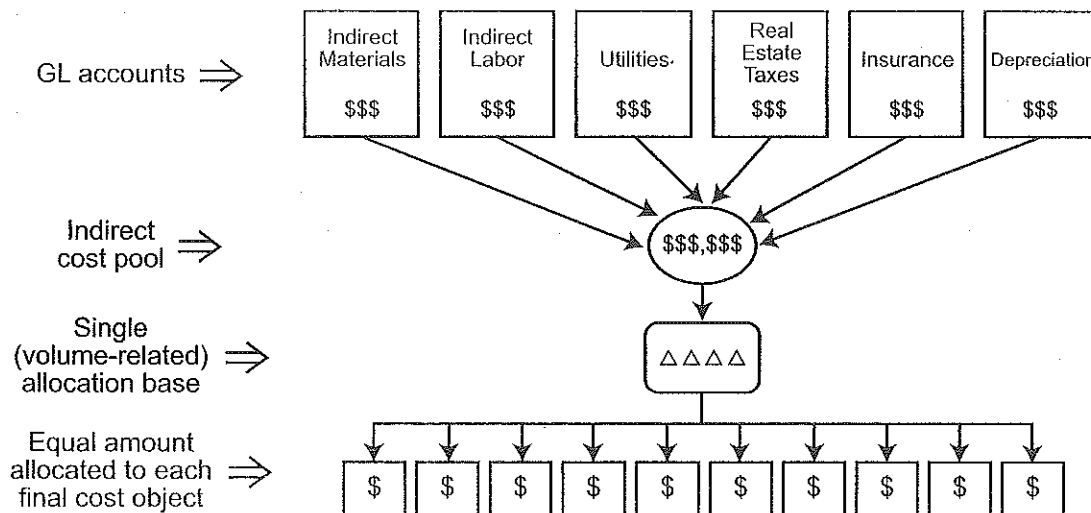 GL accounts
Indirect
Materials
$$$
Indirect
Labor
$$$
Utilities
$$$
Real
Estate
Taxes
$$$
Insurance
$$$
Depreciation
$$$
Indirect
cost pool
$$$,$$$
Single
(volume-related)
allocation base
△ △ △ △
Equal amount
allocated to each
final cost object
$ $ $ $ $ $ $ $ $ $